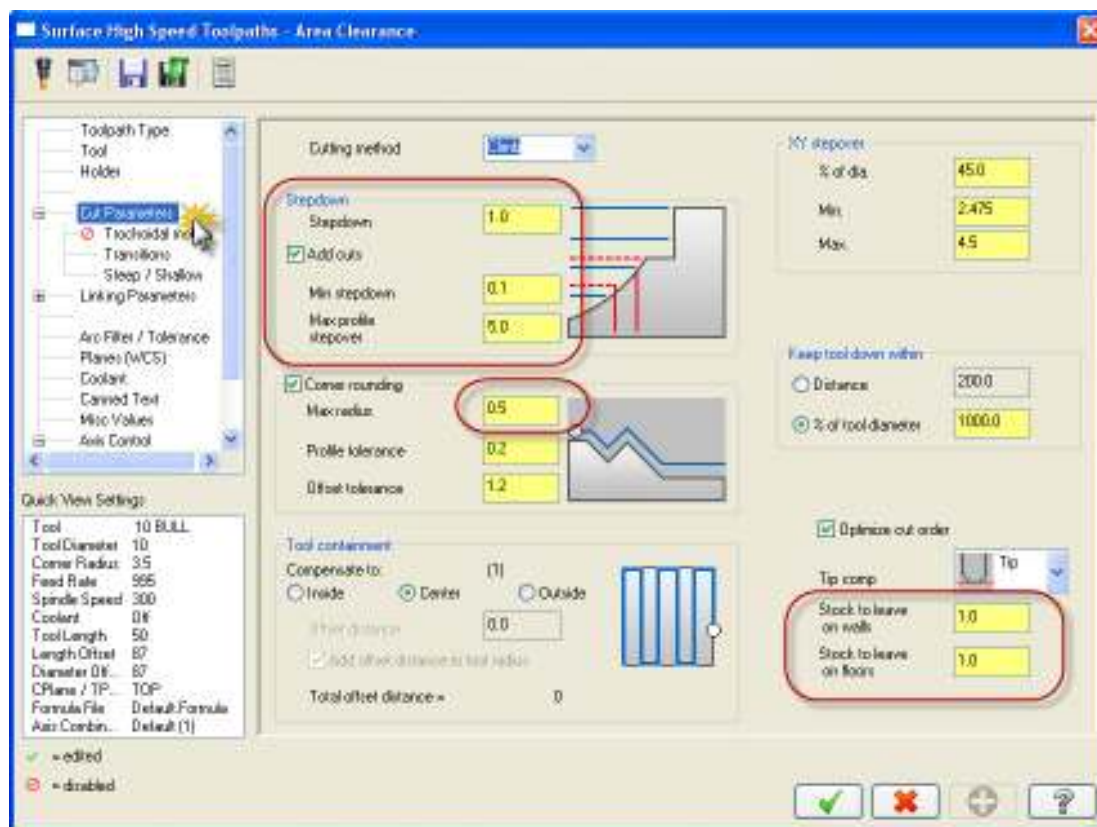 Surface High Speed Toolpaths - Area Clearance
Toolpath Type
Tool
Holder
Cut Parameters
Trochoidal
Transitions
Steep / Shallow
Linking Parameters
Arc Filter / Tolerance
Planes (WCS)
Coolant
Canned Text
Misc Values
Axis Control
Quick View Settings
Tool 10 BULL
Tool Diameter 10
Corner Radius 3.5
Feed Rate 995
Spindle Speed 300
Coolant Off
Tool Length 50
Length Offset 87
Diameter Off... 87
CPlane / TP... TOP
Formula File Default.Formula
Axis Combin... Default (1)
= edited
= disabled
Cutting method
Stepdown
Stepdown 1.0
Add cuts
Min stepdown 0.1
Max profile stepover 5.0
Corner rounding
Max radius 0.5
Profile tolerance 0.2
Offset tolerance 1.2
Tool containment
Compensate to: (1)
Inside Center Outside
Offset distance 0.0
Add offset distance to tool radius
Total offset distance = 0
XY stepover
% of dia. 45.0
Min. 2.475
Max. 4.5
Keep tool down within
Distance 200.0
% of tool diameter 1000.0
Optimize cut order
Tip comp Tip
Stock to leave on walls 1.0
Stock to leave on floors 1.0